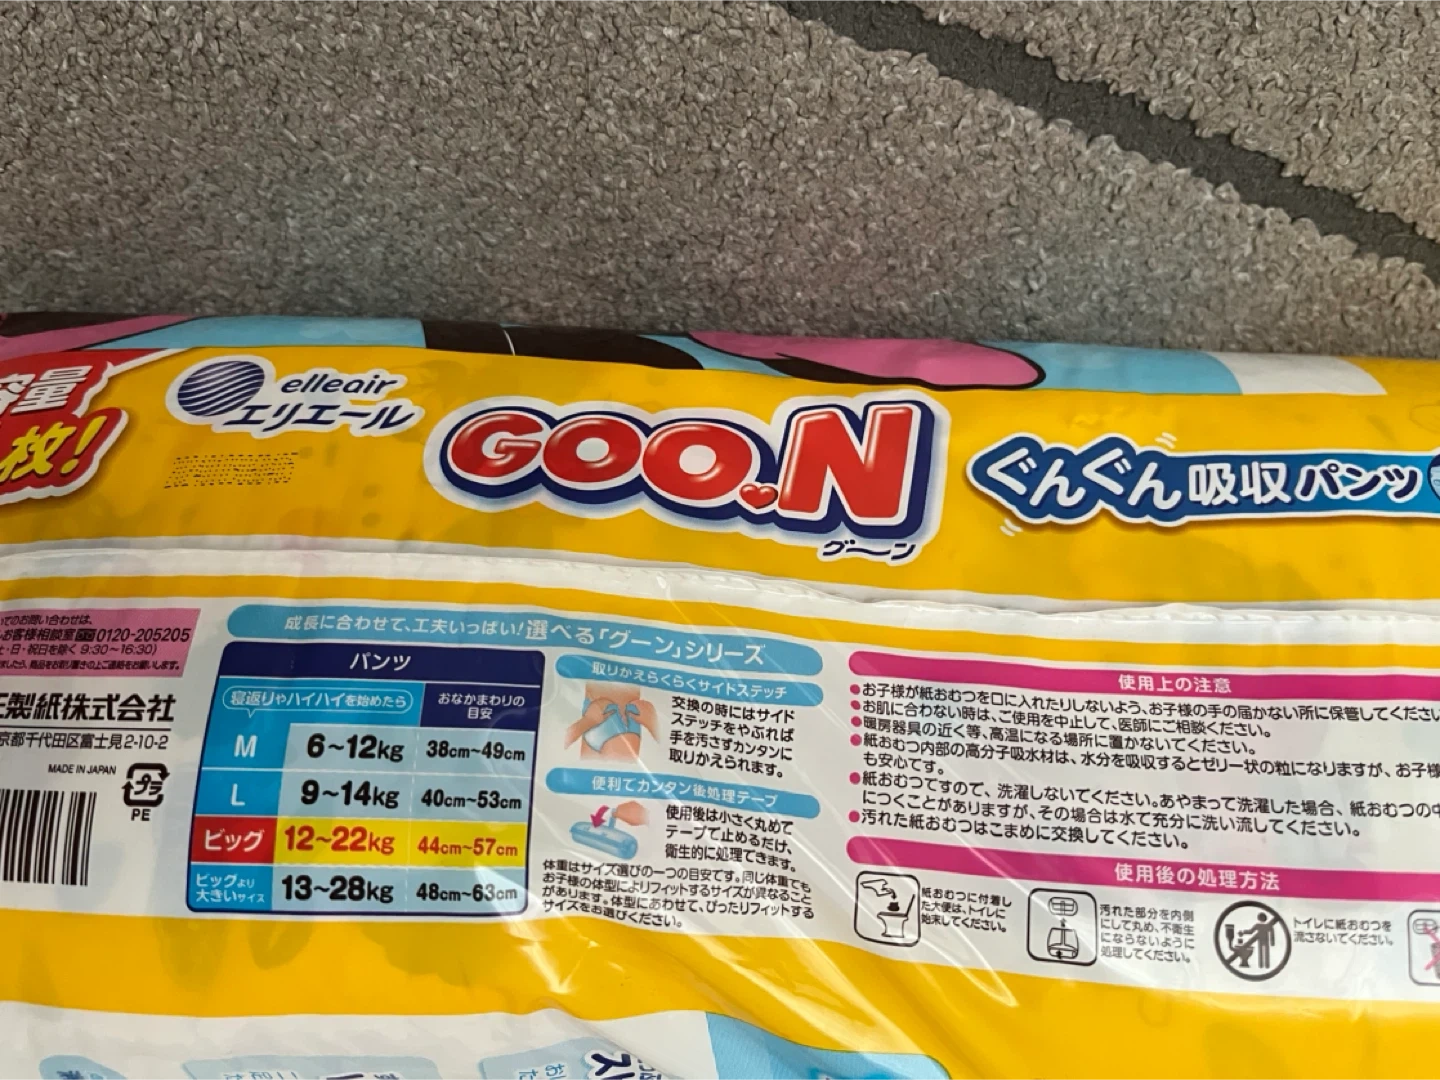 容量
枚!
elleair
エリエール
GOO.N
グ〜ン
ぐんぐん吸収パンツ
いてのお問い合わせは、
お客様相談室 0120-205205
土・日・祝日を除く 9:30~16:30)
製紙株式会社
京都千代田区富士見2-10-2
MADE IN JAPAN
プラ
PE
成長に合わせて、工夫いっぱい!選べる「グーン」シリーズ
パンツ
寝返りやハイハイを始めたら
おなかまわりの
目安
M 6~12kg 38cm~49cm
L 9~14kg 40cm~53cm
ビッグ 12~22kg 44cm~57cm
ビッグより
大きいサイズ 13~28kg 48cm~63cm
取りかえらくらくサイドステッチ
交換の時にはサイド
ステッチをやぶれば
手を汚さずカンタンに
取りかえられます。
便利でカンタン後処理テープ
使用後は小さく丸めて
テープで止めるだけ、
衛生的に処理できます。
体重はサイズ選びの一つの目安です。同じ体重でも
お子様の体型によりフィットするサイズが異なること
があります。体型にあわせて、ぴったりフィットする
サイズをお選びください。
使用上の注意
●お子様が紙おむつを口に入れたりしないよう、お子様の手の届かない所に保管してください
●お肌に合わない時は、ご使用を中止して、医師にご相談ください。
●暖房器具の近く等、高温になる場所に置かないでください。
●紙おむつ内部の高分子吸水材は、水分を吸収するとゼリー状の粒になりますが、お子様
も安心です。
●紙おむつですので、洗濯しないでください。あやまって洗濯した場合、紙おむつの中
につくことがありますが、その場合は水で充分に洗い流してください。
●汚れた紙おむつはこまめに交換してください。
使用後の処理方法
紙おむつに付着し
た大便は、トイレに
始末してください。
汚れた部分を内側
にして丸め、不衛生
にならないように
処理してください。
トイレに紙おむつを
流さないでください。